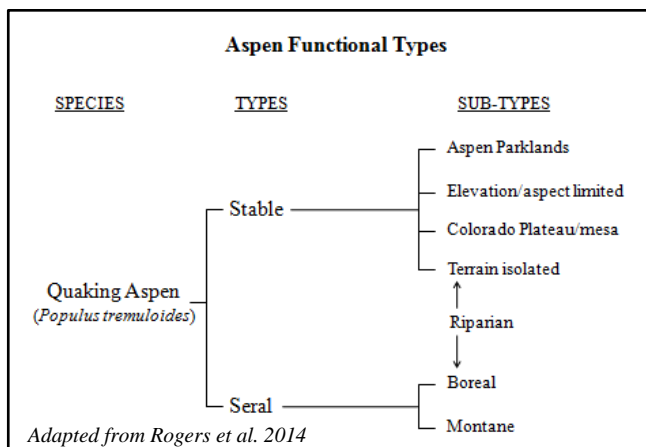 Aspen Functional Types
SPECIES TYPES SUB-TYPES
Aspen Parklands
Elevation/aspect limited
Stable
Colorado Plateau/mesa
Terrain isolated
Quaking Aspen
(Populus tremuloides)
Riparian
Boreal
Seral
Montane
Adapted from Rogers et al. 2014